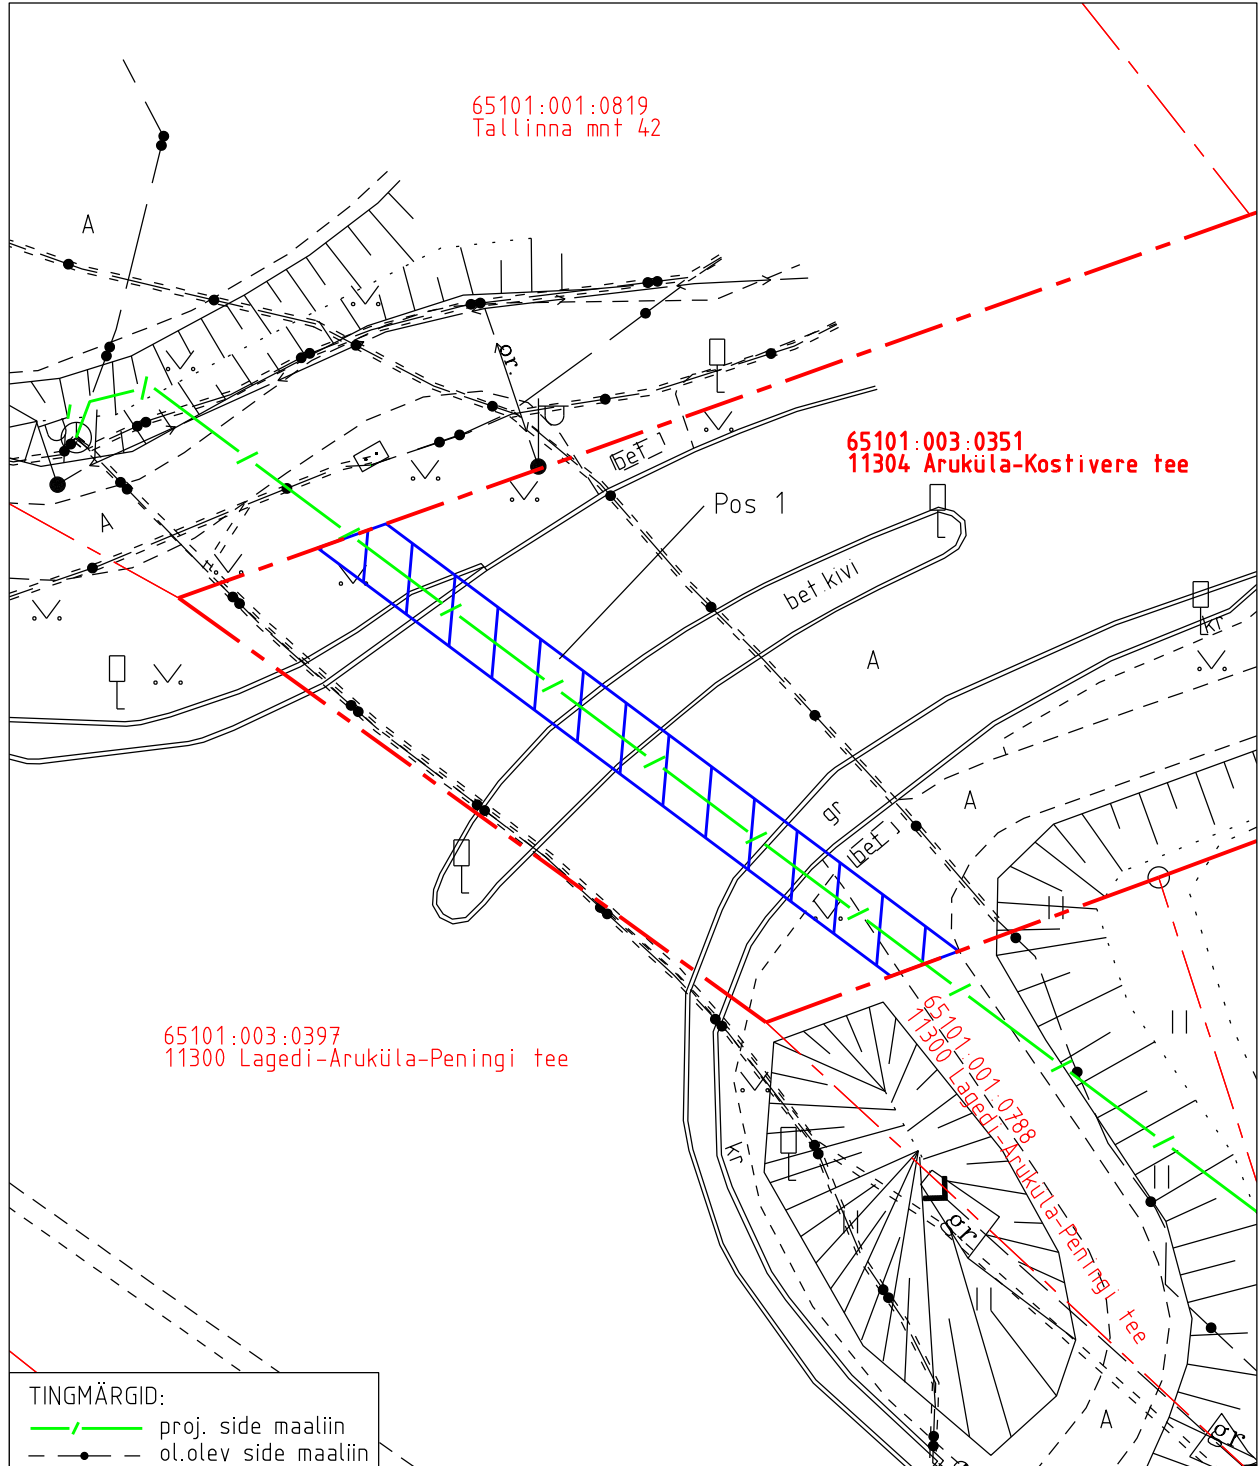 65101:001:0819
Tallinna mnt 42
A
gr.
bet
65101:003:0351
11304 Aruküla-Kostivere tee
Pos 1
A
bet.kivi
kr
A
gr
A
bet
65101:003:0397
11300 Lagedi-Aruküla-Peningi tee
65101:001:0788
11300 Lagedi-Aruküla-Peningi tee
kr
gr
A
gr
TINGMÄRGID:
proj. side maaliin
ol.olev side maaliin